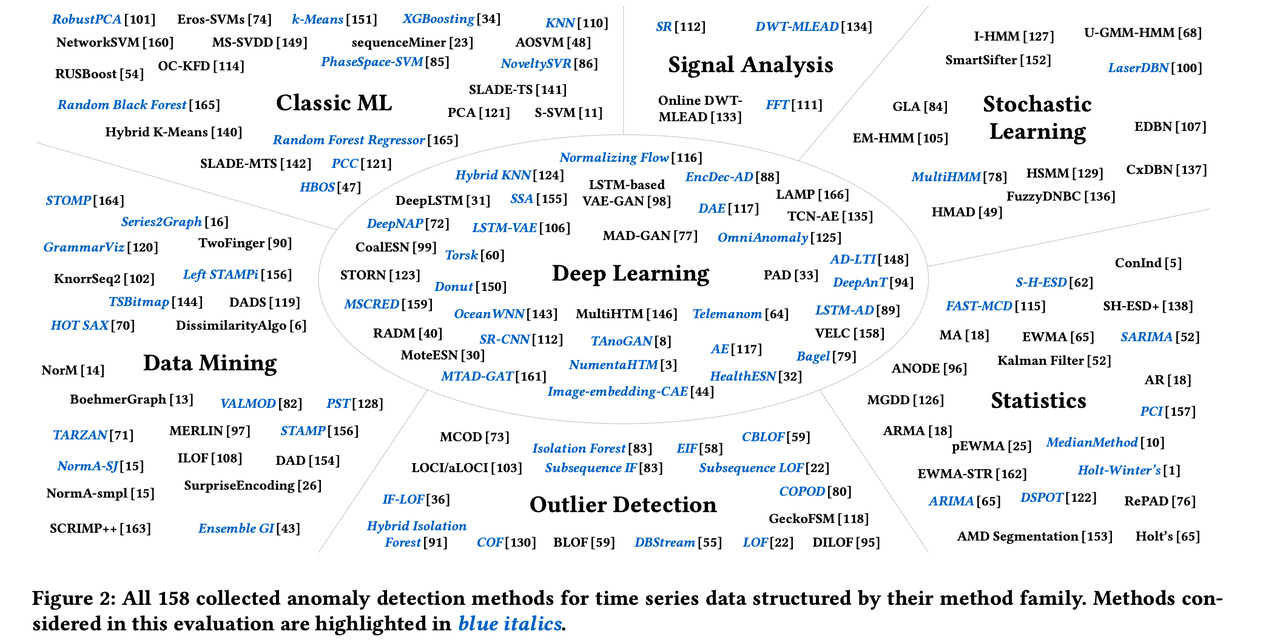 RobustPCA [101] Eros-SVMs [74] k-Means [151] XGBoosting [34] KNN [110]
NetworkSVM [160] MS-SVDD [149] sequenceMiner [23] AOSVM [48]
RUSBoost [54] OC-KFD [114] PhaseSpace-SVM [85] NoveltySVR [86]
SLADE-TS [141]
Random Black Forest [165] Classic ML PCA [121] S-SVM [11]
Hybrid K-Means [140] Random Forest Regressor [165]
SLADE-MTS [142] PCC [121]
HBOS [47]
SR [112] DWT-MLEAD [134]
Signal Analysis
Online DWT-
MLEAD [133] FFT [111]
I-HMM [127] U-GMM-HMM [68]
SmartSifter [152] LaserDBN [100]
GLA [84] Stochastic
Learning
EM-HMM [105] EDBN [107]
MultiHMM [78] HSMM [129] CxDBN [137]
FuzzyDNBC [136]
HMAD [49]
STOMP [164]
Series2Graph [16]
GrammarViz [120] TwoFinger [90]
KnorrSeq2 [102] Left STAMPi [156]
TSBitmap [144] DADS [119]
HOT SAX [70] DissimilarityAlgo [6]
NorM [14] Data Mining
BoehmerGraph [13] VALMOD [82] PST [128]
TARZAN [71] MERLIN [97] STAMP [156]
NormA-SJ [15] ILOF [108] DAD [154]
NormA-smpl [15] SurpriseEncoding [26]
SCRIMP++ [163] Ensemble GI [43]
Normalizing Flow [116]
Hybrid KNN [124] LSTM-based
VAE-GAN [98] EncDec-AD [88]
DeepLSTM [31] SSA [155] DAE [117] LAMP [166]
DeepNAP [72] LSTM-VAE [106] TCN-AE [135]
CoalESN [99] MAD-GAN [77] OmniAnomaly [125]
Torsk [60] AD-LTI [148]
STORN [123] Deep Learning PAD [33] DeepAnT [94]
Donut [150]
MSCRED [159] OceanWNN [143] MultiHTM [146] Telemanom [64] LSTM-AD [89]
RADM [40] SR-CNN [112] TAnoGAN [8] AE [117] VELC [158]
MoteESN [30] NumentaHTM [3] Bagel [79]
MTAD-GAT [161] HealthESN [32]
Image-embedding-CAE [44]
MCOD [73] Isolation Forest [83] EIF [58] CBLOF [59]
LOCI/aLOCI [103] Subsequence IF [83] Subsequence LOF [22]
IF-LOF [36] Outlier Detection COPOD [80]
GeckoFSM [118]
Hybrid Isolation
Forest [91] COF [130] BLOF [59] DBStream [55] LOF [22] DILOF [95]
ConInd [5]
S-H-ESD [62]
FAST-MCD [115] SH-ESD+ [138]
MA [18] EWMA [65] SARIMA [52]
ANODE [96] Kalman Filter [52]
AR [18]
MGDD [126] Statistics PCI [157]
ARMA [18] pEWMA [25] MedianMethod [10]
EWMA-STR [162] Holt-Winter's [1]
ARIMA [65] DSPOT [122] RePAD [76]
AMD Segmentation [153] Holt's [65]
Figure 2: All 158 collected anomaly detection methods for time series data structured by their method family. Methods con-
sidered in this evaluation are highlighted in blue italics.